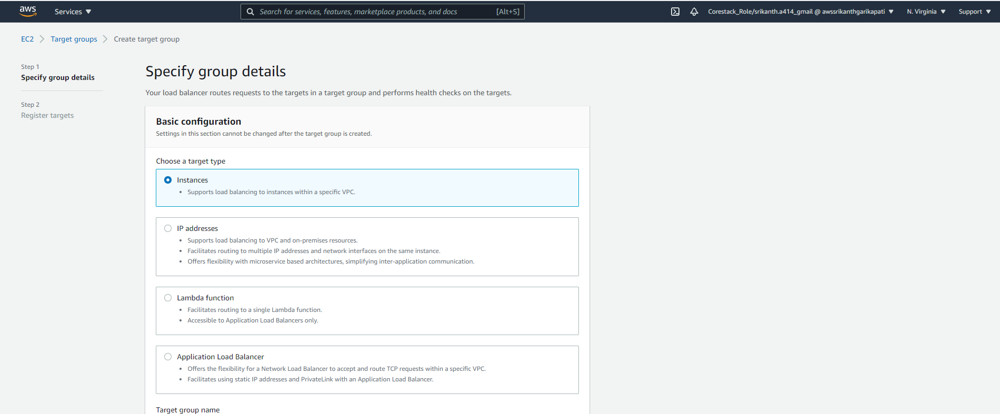 aws Services Search for services, features, marketplace products, and docs [Alt+S] Corestack_Role/srikanth.a414_gmail @ awssrikanthgarikapati N. Virginia Support
EC2 Target groups Create target group
Step 1
Specify group details
Step 2
Register targets
Specify group details
Your load balancer routes requests to the targets in a target group and performs health checks on the targets.
Basic configuration
Settings in this section cannot be changed after the target group is created.
Choose a target type
Instances
• Supports load balancing to instances within a specific VPC.
IP addresses
• Supports load balancing to VPC and on-premises resources.
• Facilitates routing to multiple IP addresses and network interfaces on the same instance.
• Offers flexibility with microservice based architectures, simplifying inter-application communication.
Lambda function
• Facilitates routing to a single Lambda function.
• Accessible to Application Load Balancers only.
Application Load Balancer
• Offers the flexibility for a Network Load Balancer to accept and route TCP requests within a specific VPC.
• Facilitates using static IP addresses and PrivateLink with an Application Load Balancer.
Target group name